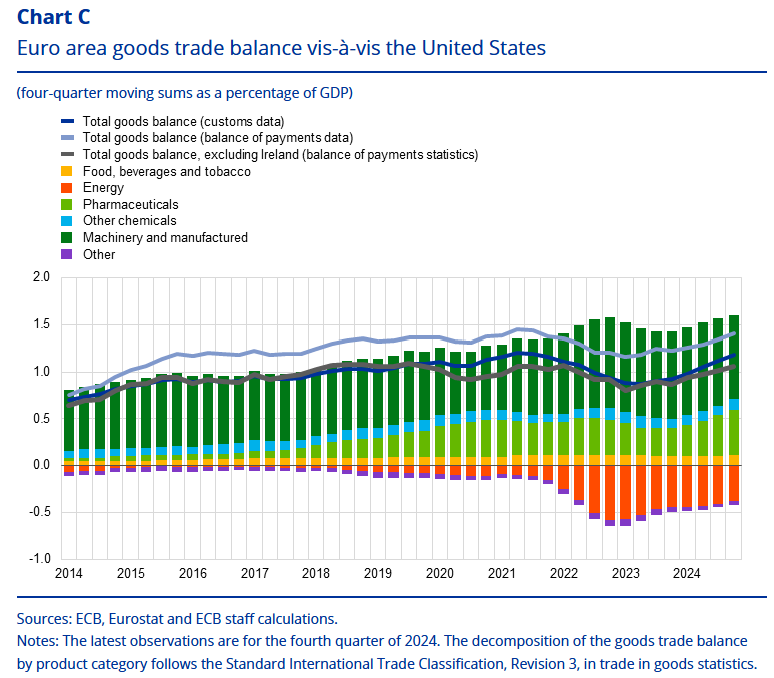 Chart C
Euro area goods trade balance vis-à-vis the United States
(four-quarter moving sums as a percentage of GDP)
Total goods balance (customs data)
Total goods balance (balance of payments data)
Total goods balance, excluding Ireland (balance of payments statistics)
Food, beverages and tobacco
Energy
Pharmaceuticals
Other chemicals
Machinery and manufactured
Other
2.0
1.5
1.0
0.5
0.0
-0.5
-1.0
2014 2015 2016 2017 2018 2019 2020 2021 2022 2023 2024
Sources: ECB, Eurostat and ECB staff calculations.
Notes: The latest observations are for the fourth quarter of 2024. The decomposition of the goods trade balance
by product category follows the Standard International Trade Classification, Revision 3, in trade in goods statistics.